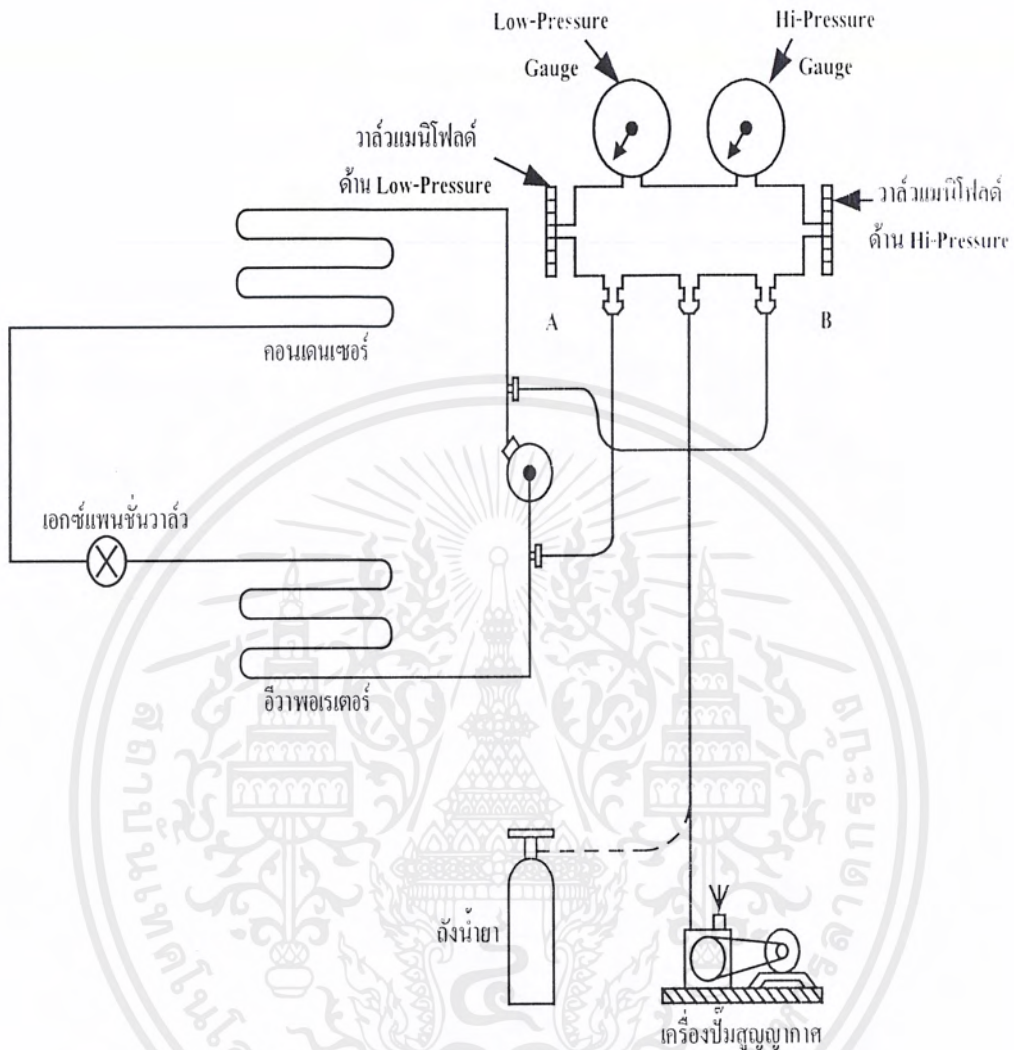 Low-Pressure
Gauge
Hi-Pressure
Gauge
วาล์วแมนิโฟลด์
ด้าน Low-Pressure
วาล์วแมนิโฟลด์
ด้าน Hi-Pressure
A
B
คอนเดนเซอร์
เอกซ์แพนชั่นวาล์ว
อีวาพอเรเตอร์
ถังน้ำยา
เครื่องปั๊มสูญญากาศ